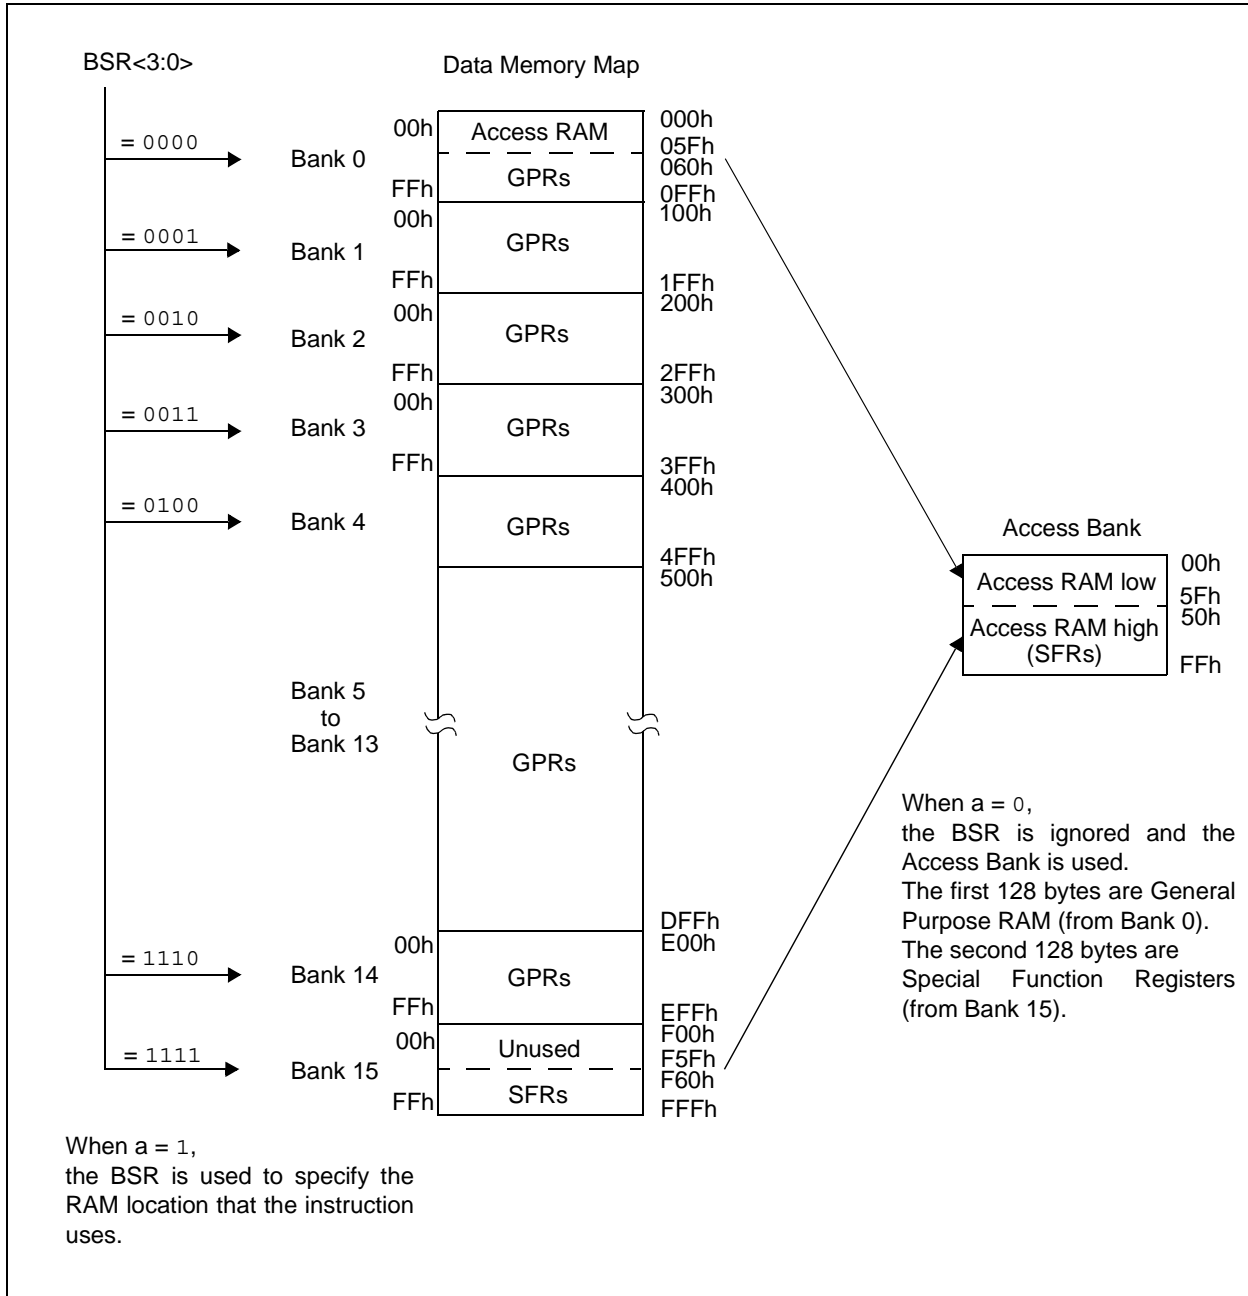 BSR<3:0>
Data Memory Map
= 0000
Bank 0
00h
Access RAM
000h
05Fh
060h
GPRs
FFh
0FFh
= 0001
Bank 1
00h
100h
GPRs
FFh
1FFh
= 0010
Bank 2
00h
200h
GPRs
FFh
2FFh
= 0011
Bank 3
00h
300h
GPRs
FFh
3FFh
= 0100
Bank 4
400h
GPRs
4FFh
500h
Bank 5
to
Bank 13
GPRs
DFFh
= 1110
Bank 14
00h
E00h
GPRs
FFh
EFFh
= 1111
Bank 15
00h
F00h
Unused
F5Fh
F60h
SFRs
FFh
FFFh
Access Bank
Access RAM low
00h
5Fh
50h
Access RAM high
(SFRs)
FFh
When a = 0,
the BSR is ignored and the
Access Bank is used.
The first 128 bytes are General
Purpose RAM (from Bank 0).
The second 128 bytes are
Special Function Registers
(from Bank 15).
When a = 1,
the BSR is used to specify the
RAM location that the instruction
uses.